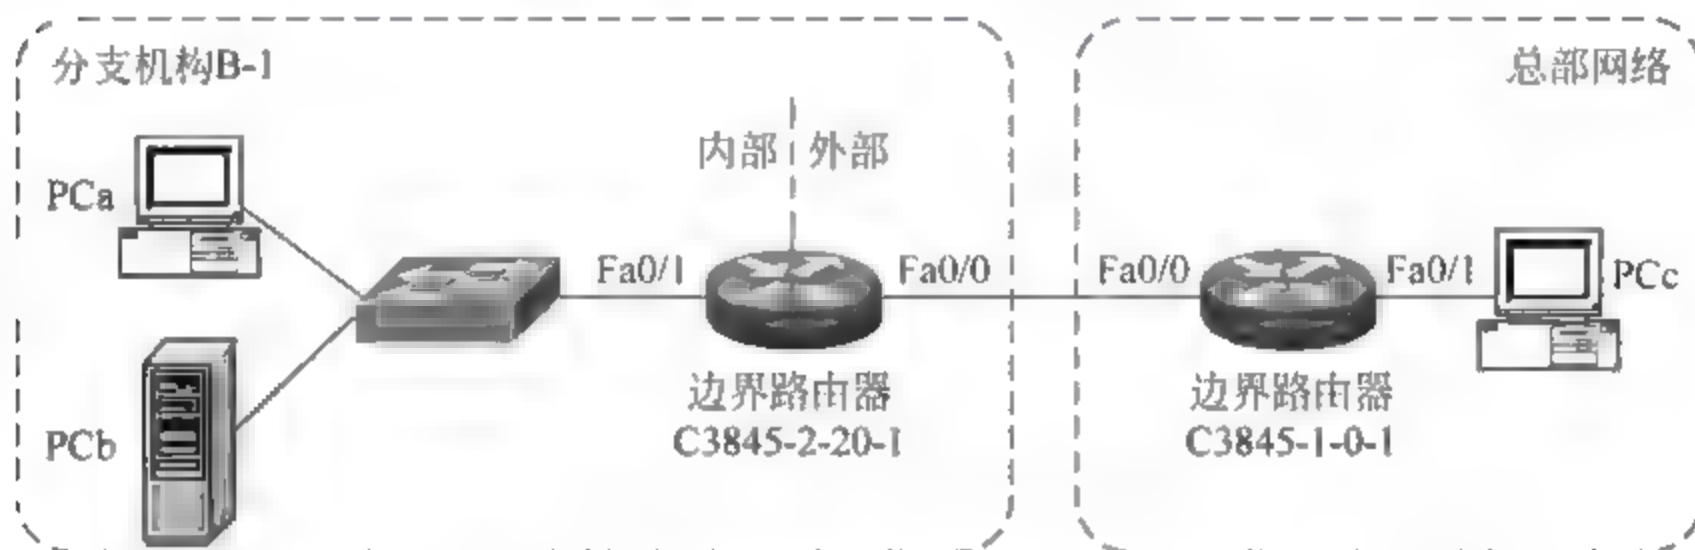 分支机构B-1
总部网络
内部
外部
PCa
Fa0/1
Fa0/0
Fa0/0
Fa0/1
PCc
边界路由器
C3845-2-20-1
边界路由器
C3845-1-0-1
PCb